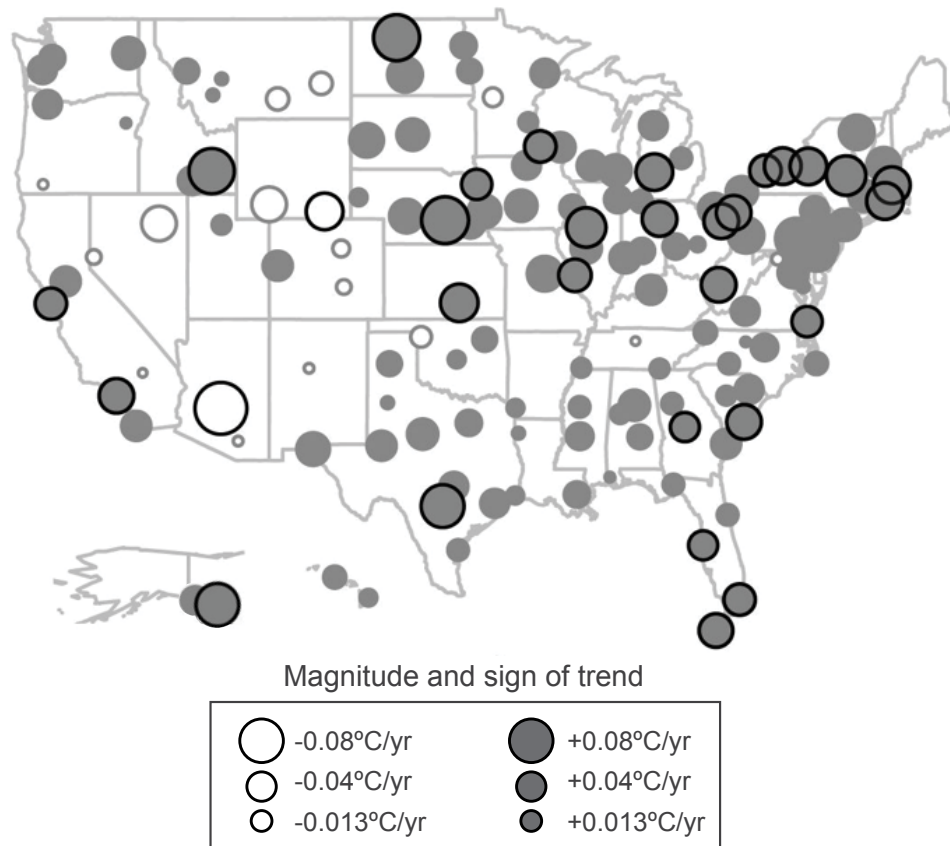 Magnitude and sign of trend
-0.08ºC/yr +0.08ºC/yr
-0.04ºC/yr +0.04ºC/yr
-0.013ºC/yr +0.013ºC/yr